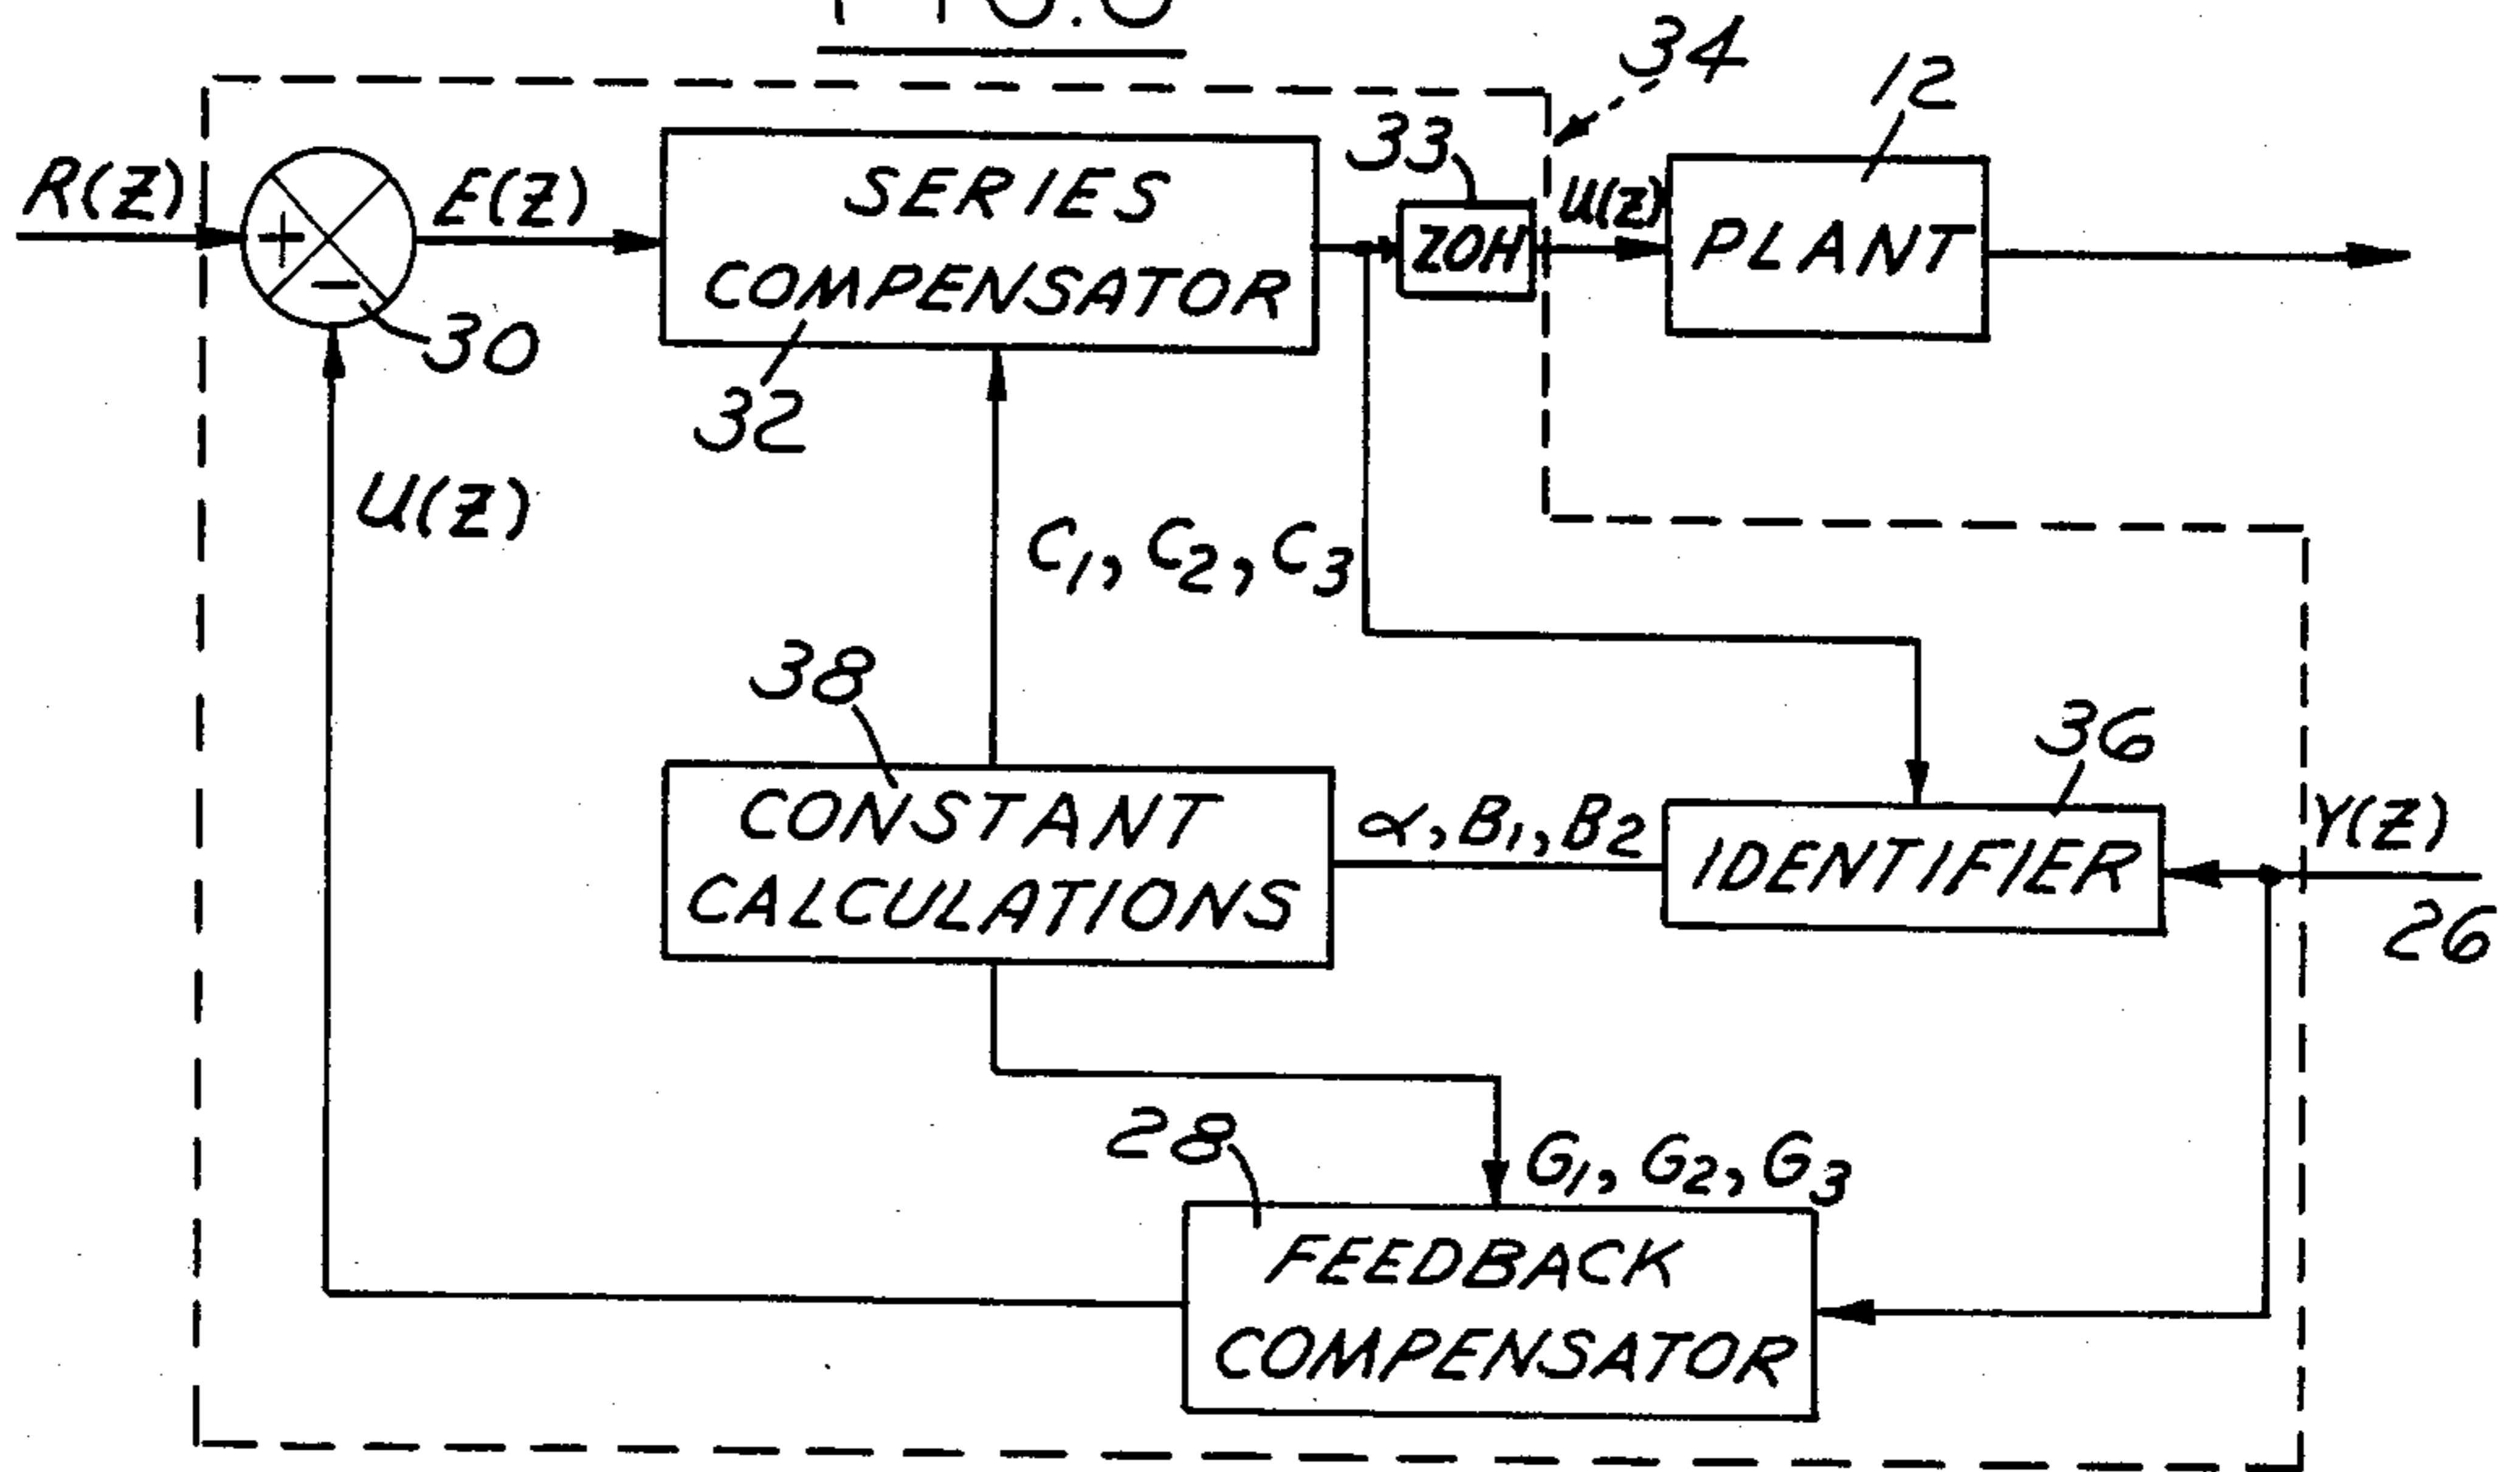 34
12
33
R(Z)
E(Z)
SERIES
COMPENSATOR
ZOH
U(Z)
PLANT
+
−
30
32
U(Z)
C1, C2, C3
38
36
CONSTANT
CALCULATIONS
α, B1, B2
IDENTIFIER
Y(Z)
26
28
G1, G2, G3
FEEDBACK
COMPENSATOR